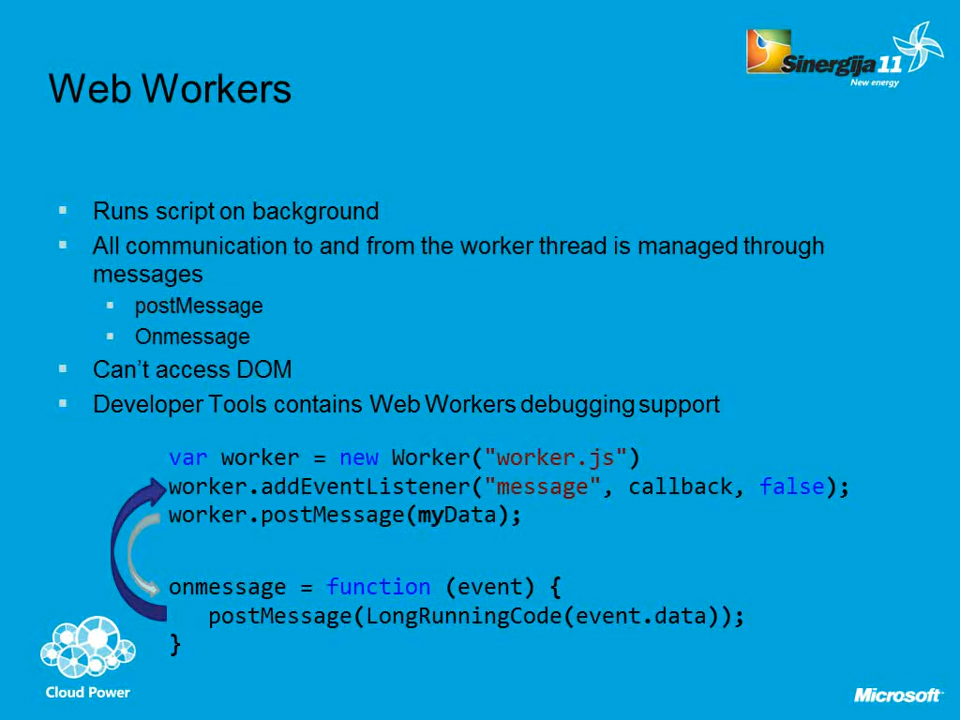 Sinergija 11
New energy
Web Workers
Runs script on background
All communication to and from the worker thread is managed through
messages
postMessage
Onmessage
Can’t access DOM
Developer Tools contains Web Workers debugging support
var worker = new Worker("worker.js")
worker.addEventListener("message", callback, false);
worker.postMessage(myData);
onmessage = function (event) {
postMessage(LongRunningCode(event.data));
}
Cloud Power
Microsoft